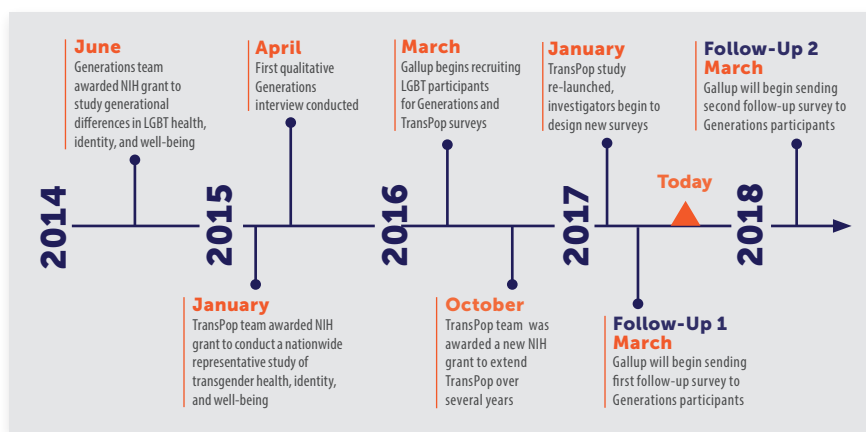 June
Generations team
awarded NIH grant to
study generational
differences in LGBT health,
identity, and well-being
April
First qualitative
Generations
interview conducted
March
Gallup begins recruiting
LGBT participants
for Generations and
TransPop surveys
January
TransPop study
re-launched,
investigators begin to
design new surveys
Follow-Up 2
March
Gallup will begin sending
second follow-up survey to
Generations participants
2014
2015
2016
2017
Today
2018
January
TransPop team awarded NIH
grant to conduct a nationwide
representative study of
transgender health, identity,
and well-being
October
TransPop team was
awarded a new NIH
grant to extend
TransPop over
several years
Follow-Up 1
March
Gallup will begin sending
first follow-up survey to
Generations participants